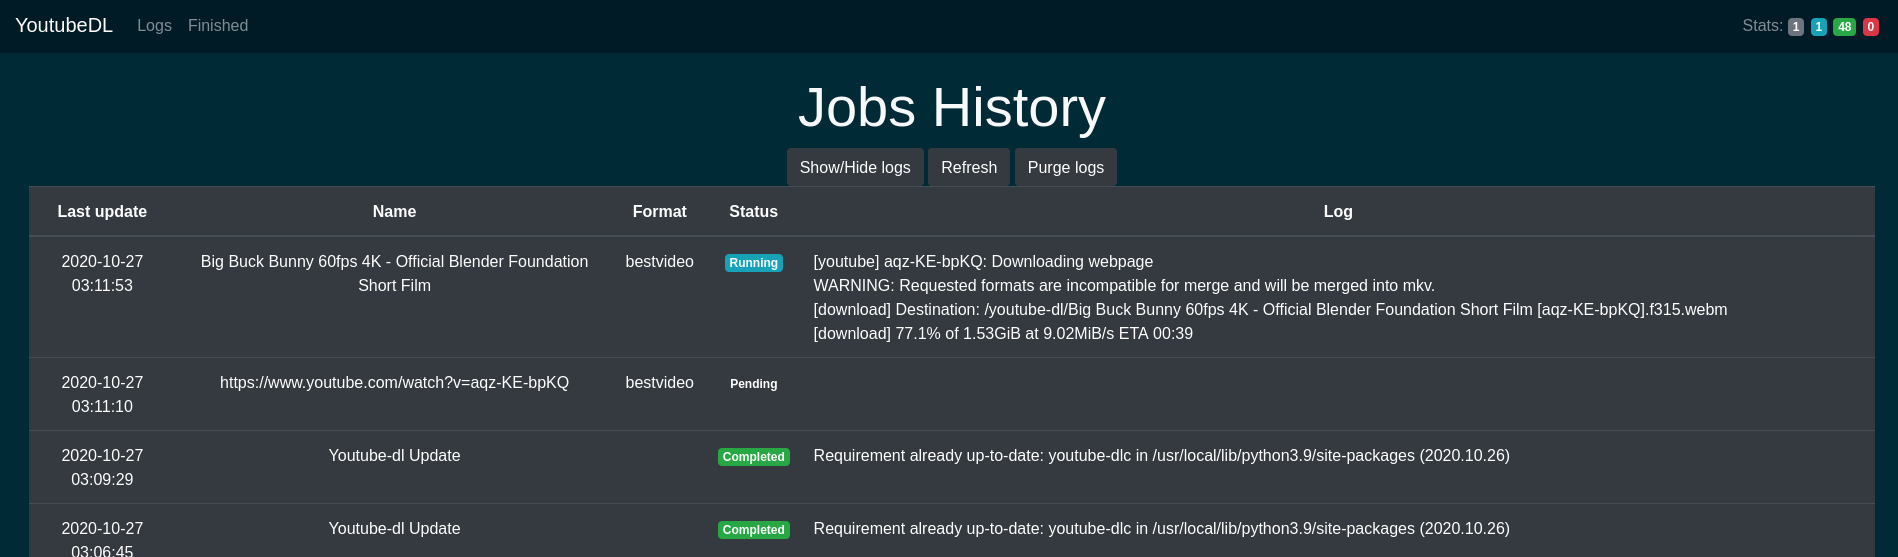 YoutubeDL Logs Finished Stats: 1 1 48 0
Jobs History
Show/Hide logs Refresh Purge logs
Last update Name Format Status Log
2020-10-27 Big Buck Bunny 60fps 4K - Official Blender Foundation bestvideo Running [youtube] aqz-KE-bpKQ: Downloading webpage
03:11:53 Short Film WARNING: Requested formats are incompatible for merge and will be merged into mkv.
[download] Destination: /youtube-dl/Big Buck Bunny 60fps 4K - Official Blender Foundation Short Film [aqz-KE-bpKQ].f315.webm
[download] 77.1% of 1.53GiB at 9.02MiB/s ETA 00:39
2020-10-27 https://www.youtube.com/watch?v=aqz-KE-bpKQ bestvideo Pending
03:11:10
2020-10-27 Youtube-dl Update Completed Requirement already up-to-date: youtube-dlc in /usr/local/lib/python3.9/site-packages (2020.10.26)
03:09:29
2020-10-27 Youtube-dl Update Completed Requirement already up-to-date: youtube-dlc in /usr/local/lib/python3.9/site-packages (2020.10.26)
03:06:45